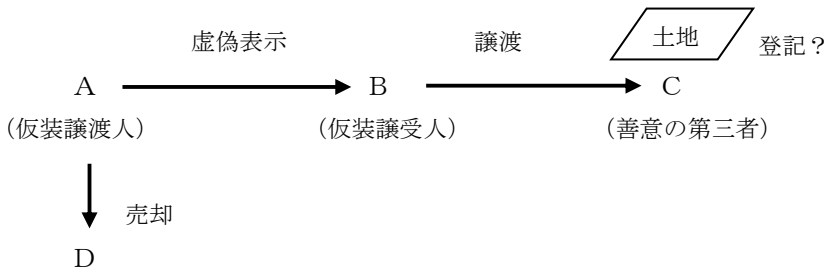 虚偽表示 譲渡 土地 登記？
A B C
（仮装譲渡人） （仮装譲受人） （善意の第三者）
売却
D